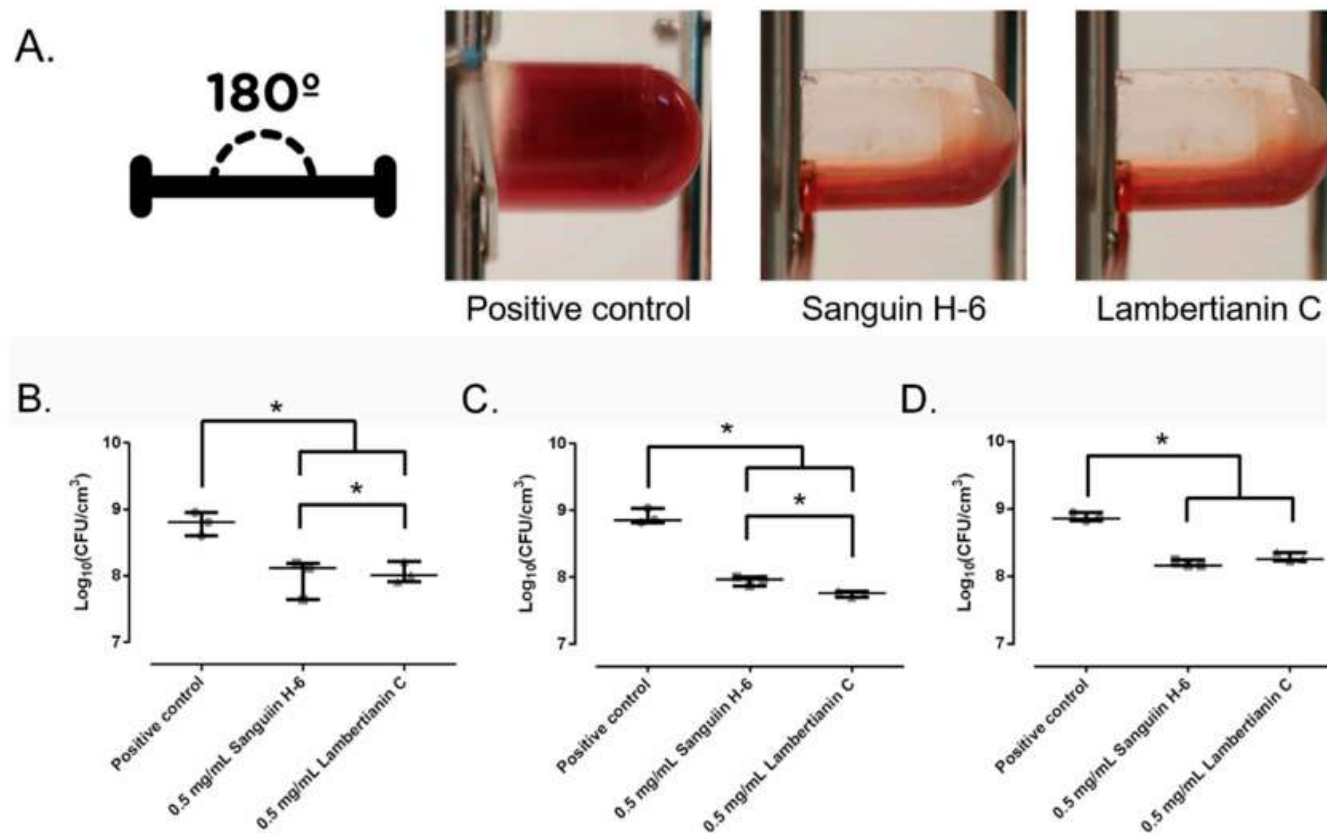 A.
180º
Positive control
Sanguin H-6
Lambertianin C
B.
*
*
Log10(CFU/cm3)
10
9
8
7
Positive control
0.5 mg/mL Sanguiin H-6
0.5 mg/mL Lambertianin C
C.
*
*
Log10(CFU/cm3)
10
9
8
7
Positive control
0.5 mg/mL Sanguiin H-6
0.5 mg/mL Lambertianin C
D.
*
Log10(CFU/cm3)
10
9
8
7
Positive control
0.5 mg/mL Sanguiin H-6
0.5 mg/mL Lambertianin C